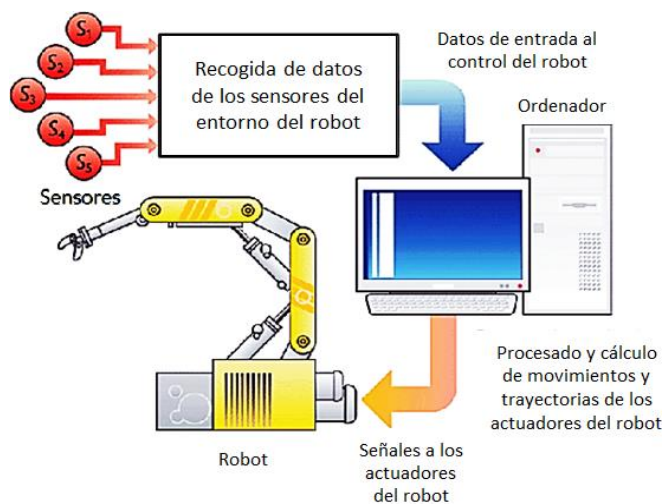 S1
S2
S3
S4
S5
Sensores
Recogida de datos
de los sensores del
entorno del robot
Datos de entrada al
control del robot
Ordenador
Procesado y cálculo
de movimientos y
trayectorias de los
actuadores del robot
Señales a los
actuadores
del robot
Robot